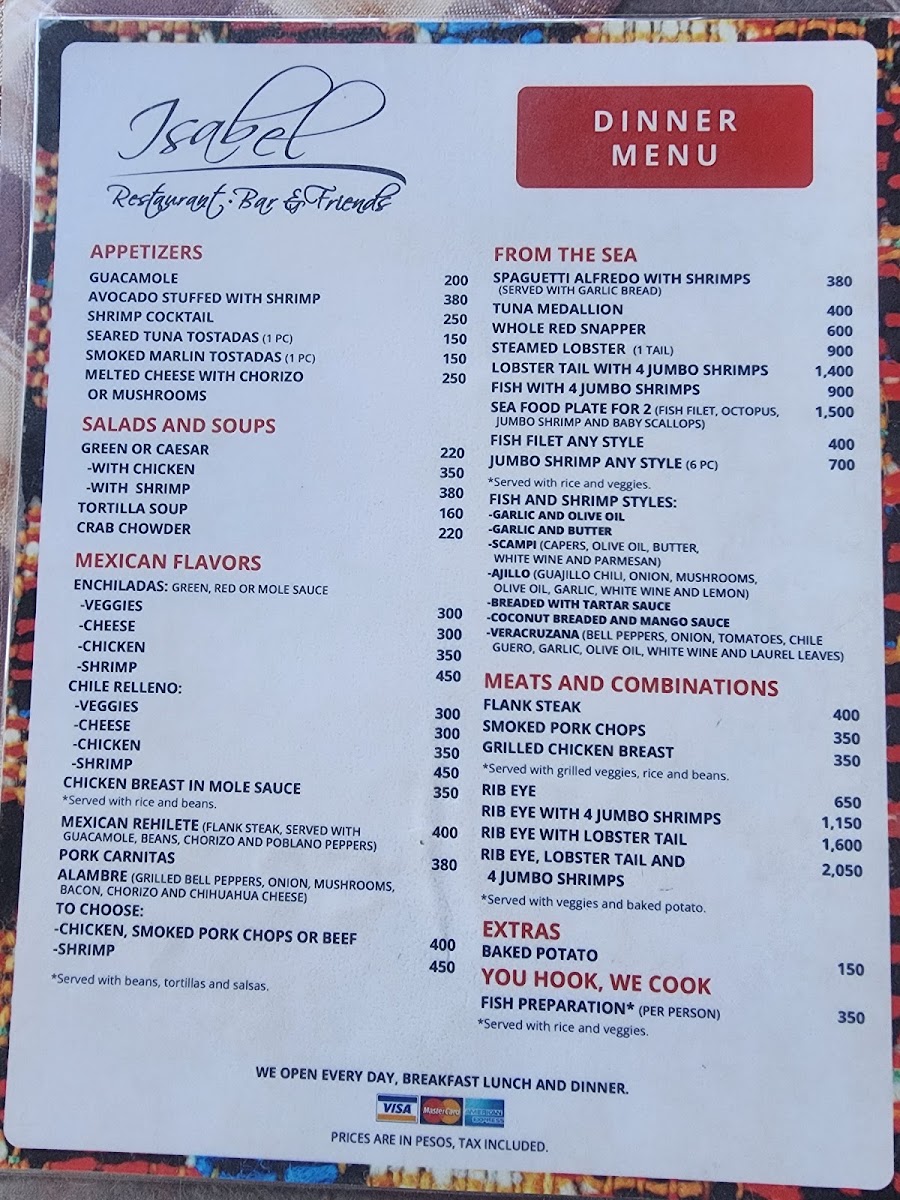 Isabel
Restaurant · Bar & Friends
DINNER
MENU
APPETIZERS
GUACAMOLE 200
AVOCADO STUFFED WITH SHRIMP 380
SHRIMP COCKTAIL 250
SEARED TUNA TOSTADAS (1 PC) 150
SMOKED MARLIN TOSTADAS (1 PC) 150
MELTED CHEESE WITH CHORIZO 250
OR MUSHROOMS
SALADS AND SOUPS
GREEN OR CAESAR 220
-WITH CHICKEN 350
-WITH SHRIMP 380
TORTILLA SOUP 160
CRAB CHOWDER 220
MEXICAN FLAVORS
ENCHILADAS: GREEN, RED OR MOLE SAUCE
-VEGGIES 300
-CHEESE 300
-CHICKEN 350
-SHRIMP 450
CHILE RELLENO:
-VEGGIES 300
-CHEESE 300
-CHICKEN 350
-SHRIMP 450
CHICKEN BREAST IN MOLE SAUCE 350
*Served with rice and beans.
MEXICAN REHILETE (FLANK STEAK, SERVED WITH 400
GUACAMOLE, BEANS, CHORIZO AND POBLANO PEPPERS)
PORK CARNITAS 380
ALAMBRE (GRILLED BELL PEPPERS, ONION, MUSHROOMS,
BACON, CHORIZO AND CHIHUAHUA CHEESE)
TO CHOOSE:
-CHICKEN, SMOKED PORK CHOPS OR BEEF 400
-SHRIMP 450
*Served with beans, tortillas and salsas.
FROM THE SEA
SPAGUETTI ALFREDO WITH SHRIMPS 380
(SERVED WITH GARLIC BREAD)
TUNA MEDALLION 400
WHOLE RED SNAPPER 600
STEAMED LOBSTER (1 TAIL) 900
LOBSTER TAIL WITH 4 JUMBO SHRIMPS 1,400
FISH WITH 4 JUMBO SHRIMPS 900
SEA FOOD PLATE FOR 2 (FISH FILET, OCTOPUS, 1,500
JUMBO SHRIMP AND BABY SCALLOPS)
FISH FILET ANY STYLE 400
JUMBO SHRIMP ANY STYLE (6 PC) 700
*Served with rice and veggies.
FISH AND SHRIMP STYLES:
-GARLIC AND OLIVE OIL
-GARLIC AND BUTTER
-SCAMPI (CAPERS, OLIVE OIL, BUTTER,
WHITE WINE AND PARMESAN)
-AJILLO (GUAJILLO CHILI, ONION, MUSHROOMS,
OLIVE OIL, GARLIC, WHITE WINE AND LEMON)
-BREADED WITH TARTAR SAUCE
-COCONUT BREADED AND MANGO SAUCE
-VERACRUZANA (BELL PEPPERS, ONION, TOMATOES, CHILE
GUERO, GARLIC, OLIVE OIL, WHITE WINE AND LAUREL LEAVES)
MEATS AND COMBINATIONS
FLANK STEAK 400
SMOKED PORK CHOPS 350
GRILLED CHICKEN BREAST 350
*Served with grilled veggies, rice and beans.
RIB EYE 650
RIB EYE WITH 4 JUMBO SHRIMPS 1,150
RIB EYE WITH LOBSTER TAIL 1,600
RIB EYE, LOBSTER TAIL AND 2,050
4 JUMBO SHRIMPS
*Served with veggies and baked potato.
EXTRAS
BAKED POTATO 150
YOU HOOK, WE COOK
FISH PREPARATION* (PER PERSON) 350
*Served with rice and veggies.
WE OPEN EVERY DAY, BREAKFAST LUNCH AND DINNER.
VISA MasterCard AMERICAN EXPRESS
PRICES ARE IN PESOS, TAX INCLUDED.